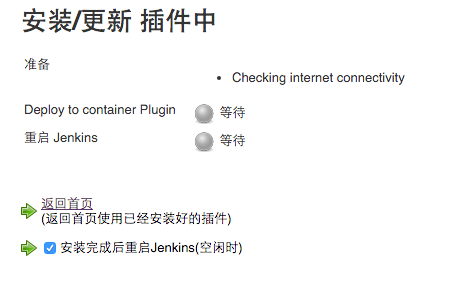 安装/更新 插件中
准备
Checking internet connectivity
Deploy to container Plugin 等待
重启 Jenkins 等待
返回首页
(返回首页使用已经安装好的插件)
安装完成后重启Jenkins(空闲时)